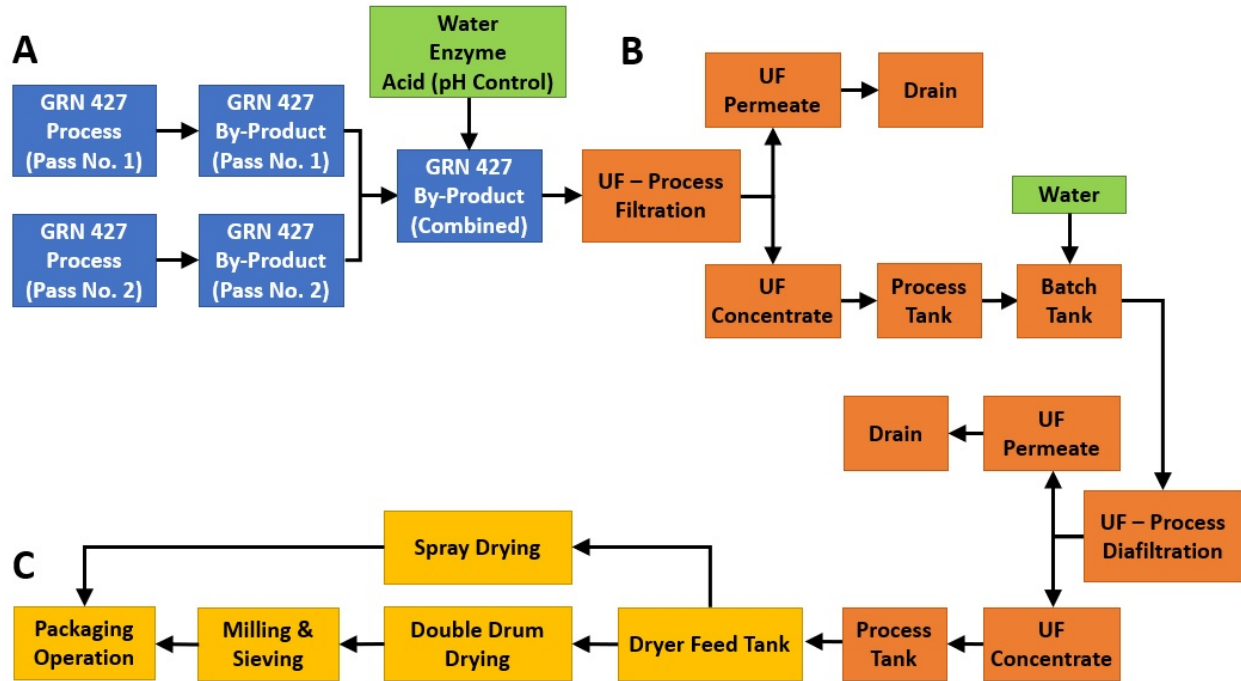 A
GRN 427
Process
(Pass No. 1)
GRN 427
By-Product
(Pass No. 1)
GRN 427
Process
(Pass No. 2)
GRN 427
By-Product
(Pass No. 2)
Water
Enzyme
Acid (pH Control)
GRN 427
By-Product
(Combined)
B
UF – Process
Filtration
UF
Permeate
Drain
UF
Concentrate
Process
Tank
Water
Batch
Tank
UF – Process
Diafiltration
UF
Permeate
Drain
UF
Concentrate
Process
Tank
C
Dryer Feed Tank
Spray Drying
Double Drum
Drying
Milling &
Sieving
Packaging
Operation